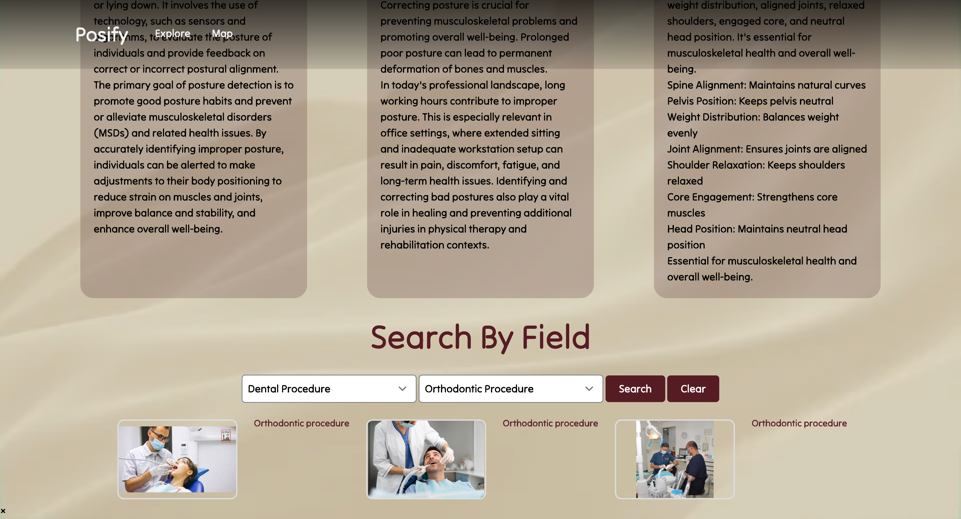 Posify
Explore
Map
or lying down. It involves the use of
technology, such as sensors and
to evaluate the posture of
individuals and provide feedback on
correct or incorrect postural alignment.
The primary goal of posture detection is to
promote good posture habits and prevent
or alleviate musculoskeletal disorders
(MSDs) and related health issues. By
accurately identifying improper posture,
individuals can be alerted to make
adjustments to their body positioning to
reduce strain on muscles and joints,
improve balance and stability, and
enhance overall well-being.
Correcting posture is crucial for
preventing musculoskeletal problems and
promoting overall well-being. Prolonged
poor posture can lead to permanent
deformation of bones and muscles.
In today's professional landscape, long
working hours contribute to improper
posture. This is especially relevant in
office settings, where extended sitting
and inadequate workstation setup can
result in pain, discomfort, fatigue, and
long-term health issues. Identifying and
correcting bad postures also play a vital
role in healing and preventing additional
injuries in physical therapy and
rehabilitation contexts.
weight distribution, aligned joints, relaxed
shoulders, engaged core, and neutral
head position. It's essential for
musculoskeletal health and overall well-
being.
Spine Alignment: Maintains natural curves
Pelvis Position: Keeps pelvis neutral
Weight Distribution: Balances weight
evenly
Joint Alignment: Ensures joints are aligned
Shoulder Relaxation: Keeps shoulders
relaxed
Core Engagement: Strengthens core
muscles
Head Position: Maintains neutral head
position
Essential for musculoskeletal health and
overall well-being.
Search By Field
Dental Procedure
Orthodontic Procedure
Search
Clear
Orthodontic procedure
Orthodontic procedure
Orthodontic procedure
×